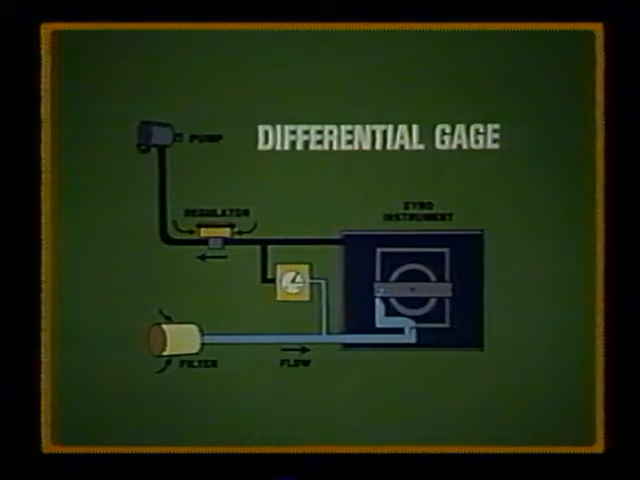 PUMP
DIFFERENTIAL GAGE
REGULATOR
GYRO
INSTRUMENT
FILTER
FLOW